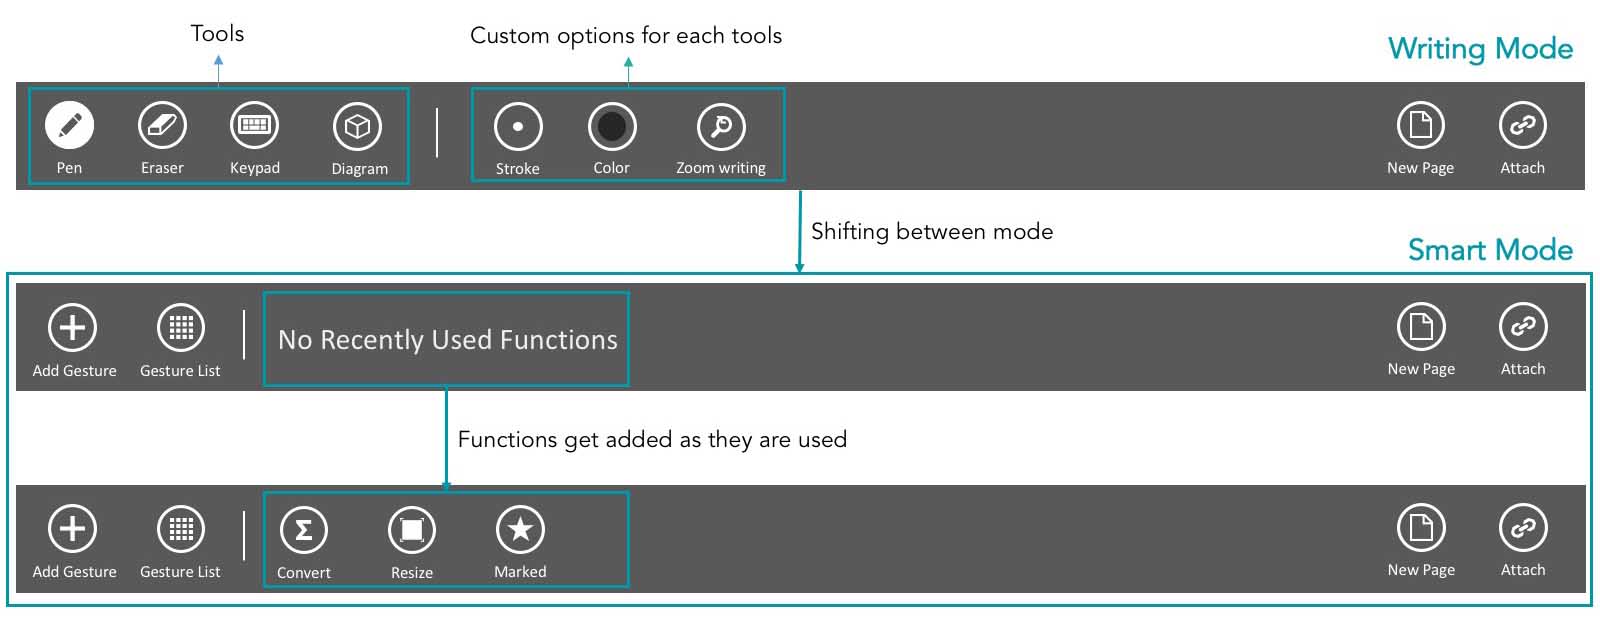 Tools
Custom options for each tools
Writing Mode
Pen
Eraser
Keypad
Diagram
Stroke
Color
Zoom writing
New Page
Attach
Shifting between mode
Smart Mode
Add Gesture
Gesture List
No Recently Used Functions
New Page
Attach
Functions get added as they are used
Add Gesture
Gesture List
Convert
Resize
Marked
New Page
Attach